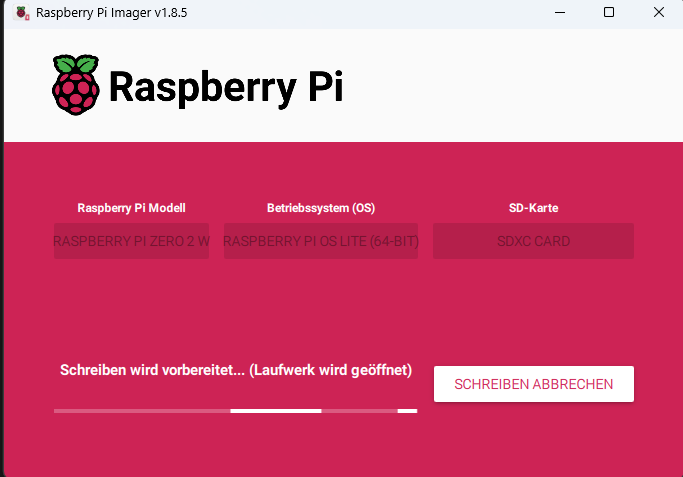 Raspberry Pi Imager v1.8.5
Raspberry Pi
Raspberry Pi Modell
Betriebssystem (OS)
SD-Karte
RASPBERRY PI ZERO 2 W
RASPBERRY PI OS LITE (64-BIT)
SDXC CARD
Schreiben wird vorbereitet... (Laufwerk wird geöffnet)
SCHREIBEN ABBRECHEN